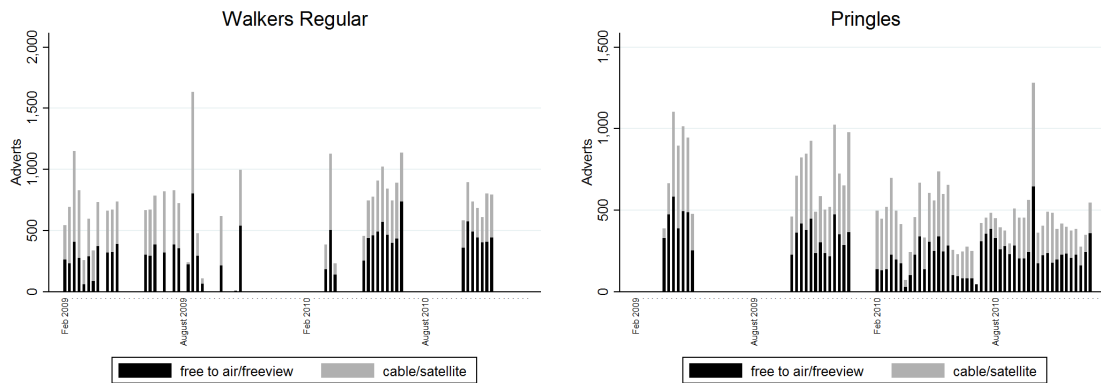 Walkers Regular
Adverts
2,000
1,500
1,000
500
0
Feb 2009
August 2009
Feb 2010
August 2010
free to air/freeview cable/satellite
Pringles
Adverts
1,500
1,000
500
0
Feb 2009
August 2009
Feb 2010
August 2010
free to air/freeview cable/satellite